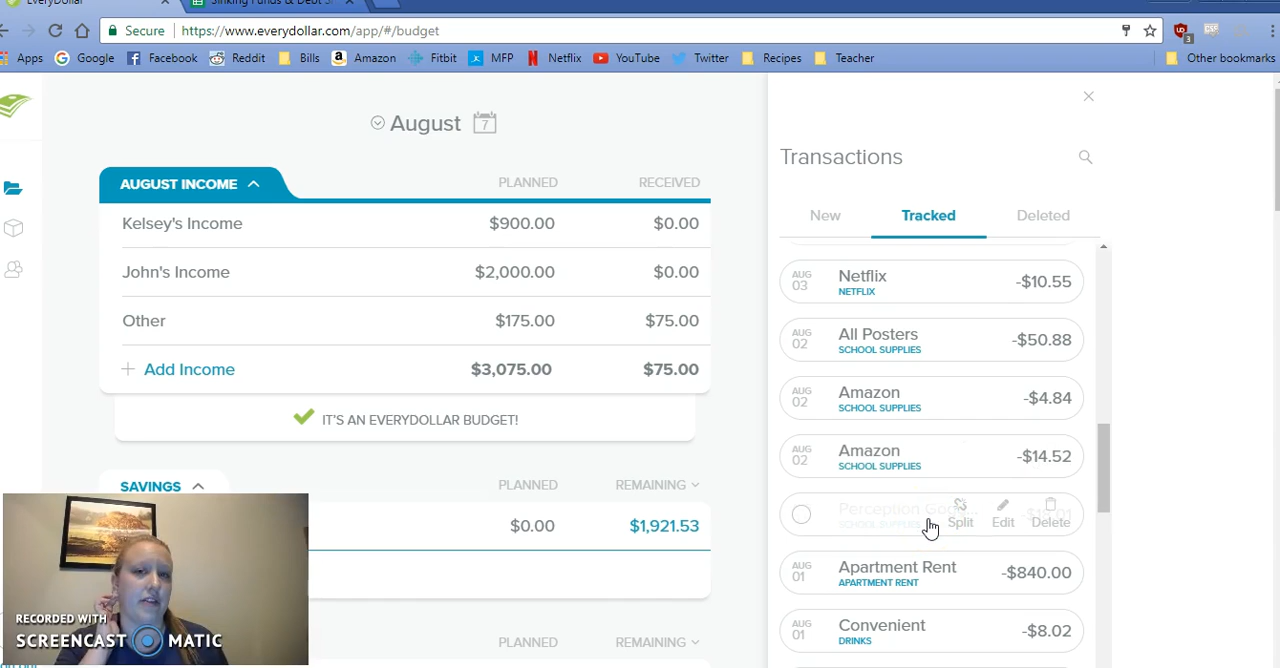 EveryDollar
Sinking Funds & Debt S
Secure https://www.everydollar.com/app/#/budget
Apps Google Facebook Reddit Bills Amazon Fitbit MFP Netflix YouTube Twitter Recipes Teacher Other bookmarks
August 7
AUGUST INCOME PLANNED RECEIVED
Kelsey's Income $900.00 $0.00
John's Income $2,000.00 $0.00
Other $175.00 $75.00
Add Income $3,075.00 $75.00
IT'S AN EVERYDOLLAR BUDGET!
SAVINGS PLANNED REMAINING
$0.00 $1,921.53
PLANNED REMAINING
Transactions
New Tracked Deleted
AUG 03 Netflix -$10.55
NETFLIX
AUG 02 All Posters -$50.88
SCHOOL SUPPLIES
AUG 02 Amazon -$4.84
SCHOOL SUPPLIES
AUG 02 Amazon -$14.52
SCHOOL SUPPLIES
Perception
SCHOOL SUPPLIES
Split Edit Delete
AUG 01 Apartment Rent -$840.00
APARTMENT RENT
AUG 01 Convenient -$8.02
DRINKS
RECORDED WITH
SCREENCAST MATIC